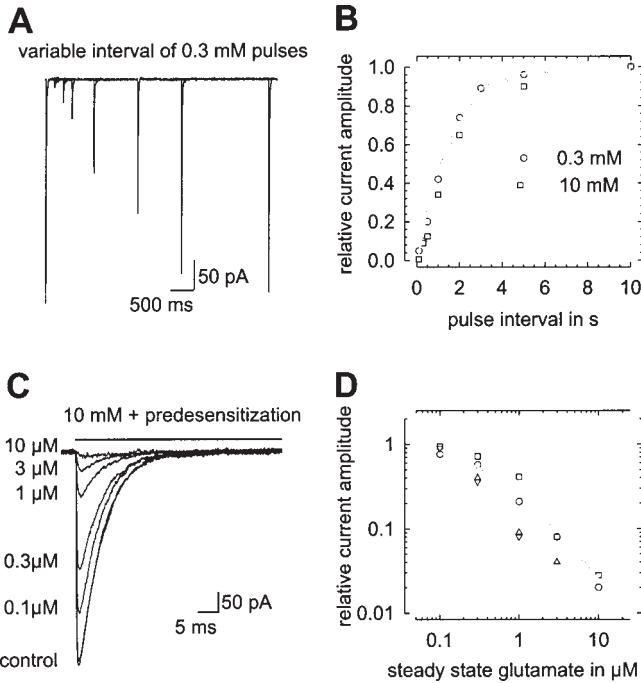 A
variable interval of 0.3 mM pulses
50 pA
500 ms
B
relative current amplitude
1.0
0.8
0.6
0.4
0.2
0.0
0.3 mM
10 mM
0
2
4
6
8
10
pulse interval in s
C
10 mM + predesensitization
10 µM
3 µM
1 µM
0.3µM
0.1µM
control
50 pA
5 ms
D
relative current amplitude
1
0.1
0.01
0.1
1
10
steady state glutamate in µM